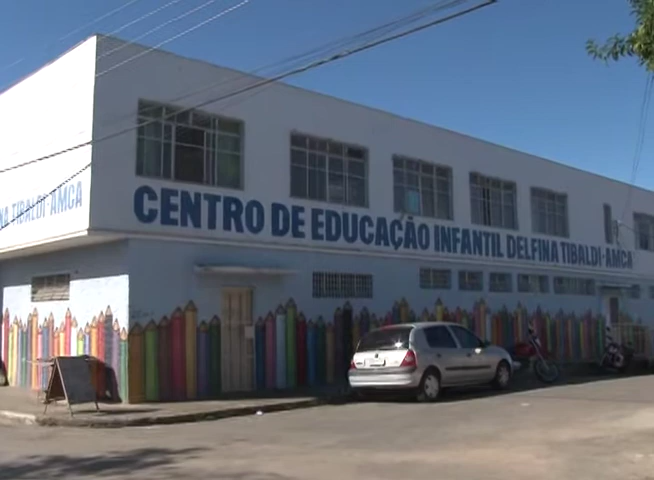 NA TIBALDI-AMCA
CENTRO DE EDUCAÇÃO INFANTIL DELFINA TIBALDI-AMCA